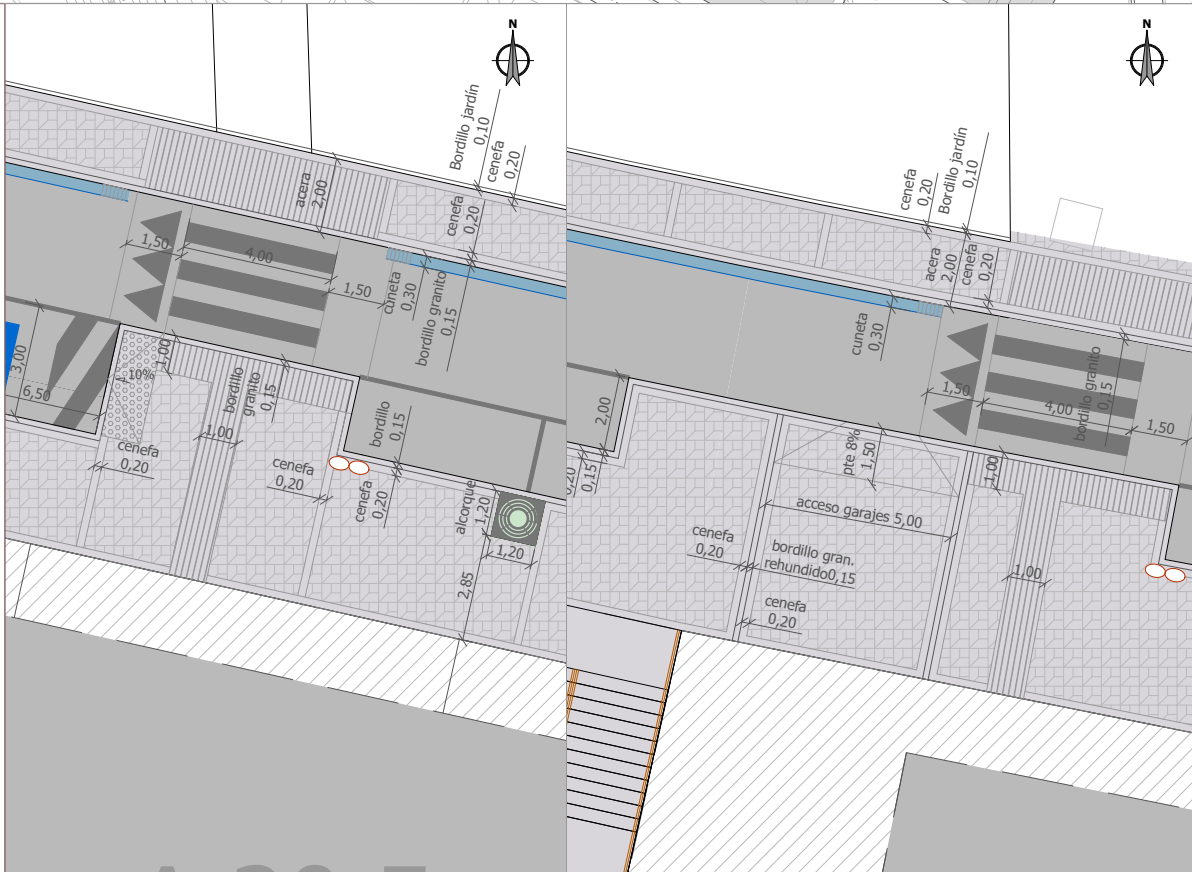 N
Bordillo jardín
0,10
cenefa
0,20
acera
2,00
cenefa
0,20
1,50
4,00
1,50
cuneta
0,30
bordillo granito
0,15
3,00
6,50
10%
1,00
bordillo
granito
0,15
1,00
cenefa
0,20
cenefa
0,20
bordillo
0,15
cenefa
0,20
alcorque
1,20
1,20
2,85
N
cenefa
0,20
Bordillo jardín
0,10
acera
2,00
cenefa
0,20
cuneta
0,30
1,50
4,00
bordillo granito
0,15
1,50
2,00
0,20
0,15
pte 8%
1,50
1,00
acceso garajes 5,00
cenefa
0,20
bordillo gran.
rehundido0,15
cenefa
0,20
1,00